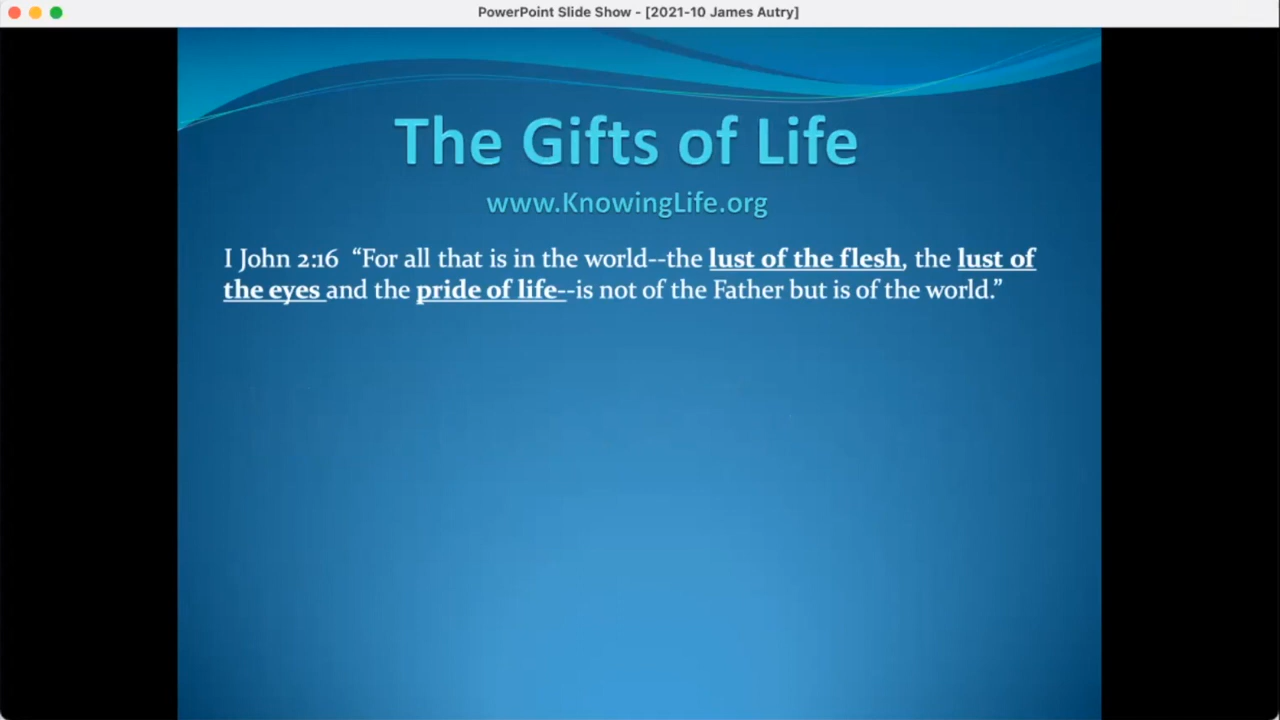 PowerPoint Slide Show - [2021-10 James Autry]
The Gifts of Life
www.KnowingLife.org
I John 2:16 “For all that is in the world--the lust of the flesh, the lust of
the eyes and the pride of life--is not of the Father but is of the world.”